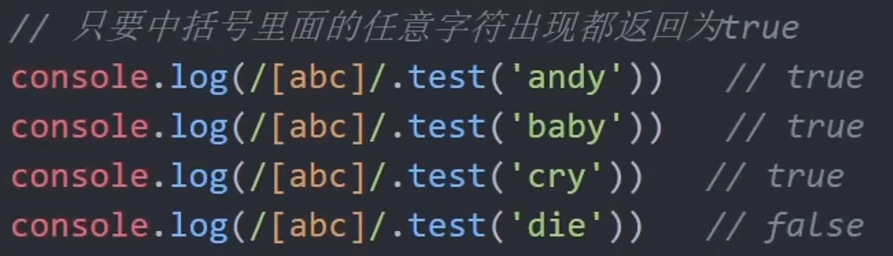 // 只要中括号里面的任意字符出现都返回为true
console.log(/[abc]/.test('andy'))   // true
console.log(/[abc]/.test('baby'))   // true
console.log(/[abc]/.test('cry'))   // true
console.log(/[abc]/.test('die'))   // false